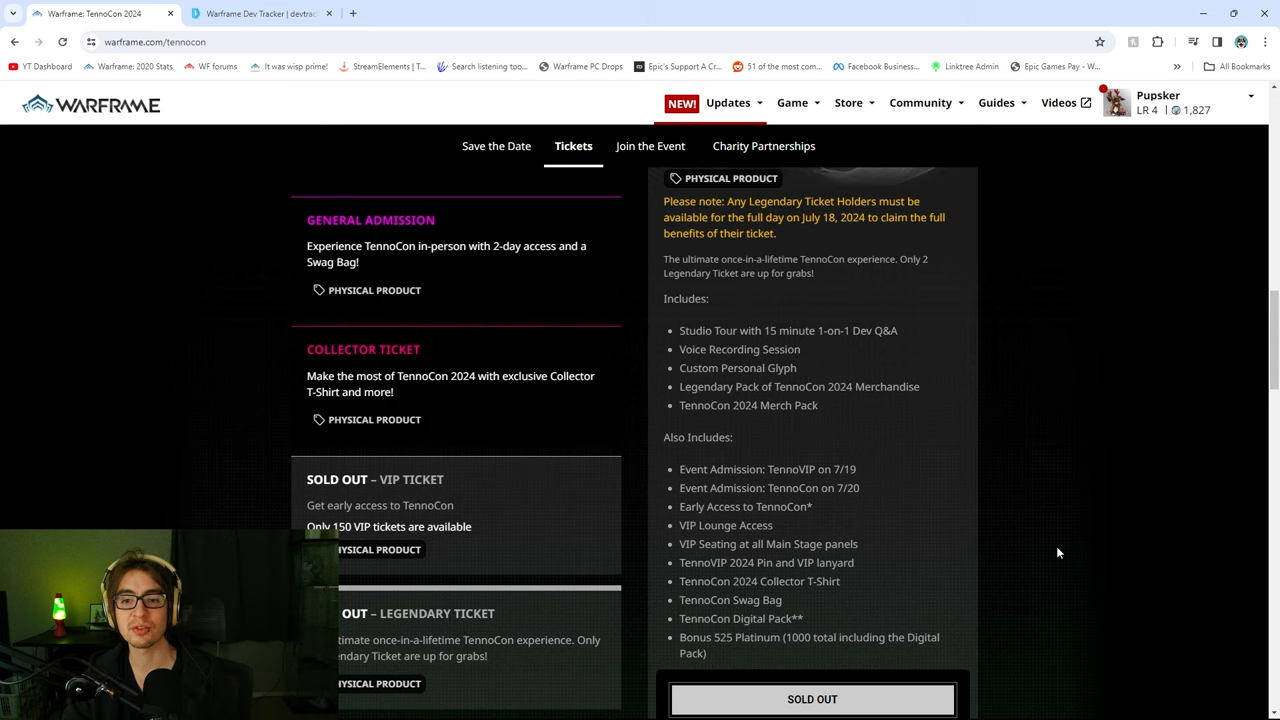 Warframe: TennoCon 2024
Warframe Dev Tracker | devtrac
warframe.com/tennocon
YT Dashboard
Warframe: 2020 Stats
WF forums
It was wisp prime!
StreamElements | T...
Search listening too...
Warframe PC Drops
Epic's Support A Cr...
51 of the most com...
Facebook Business...
Linktree Admin
Epic Games Pay - W...
»
All Bookmarks
WARFRAME
NEW!
Updates
Game
Store
Community
Guides
Videos
Pupsker
LR 4 | 1,827
Save the Date
Tickets
Join the Event
Charity Partnerships
GENERAL ADMISSION
Experience TennoCon in-person with 2-day access and a
Swag Bag!
PHYSICAL PRODUCT
COLLECTOR TICKET
Make the most of TennoCon 2024 with exclusive Collector
T-Shirt and more!
PHYSICAL PRODUCT
SOLD OUT – VIP TICKET
Get early access to TennoCon
Only 150 VIP tickets are available
HYSICAL PRODUCT
OUT – LEGENDARY TICKET
timate once-in-a-lifetime TennoCon experience. Only
endary Ticket are up for grabs!
HYSICAL PRODUCT
PHYSICAL PRODUCT
Please note: Any Legendary Ticket Holders must be
available for the full day on July 18, 2024 to claim the full
benefits of their ticket.
The ultimate once-in-a-lifetime TennoCon experience. Only 2
Legendary Ticket are up for grabs!
Includes:
• Studio Tour with 15 minute 1-on-1 Dev Q&A
• Voice Recording Session
• Custom Personal Glyph
• Legendary Pack of TennoCon 2024 Merchandise
• TennoCon 2024 Merch Pack
Also Includes:
• Event Admission: TennoVIP on 7/19
• Event Admission: TennoCon on 7/20
• Early Access to TennoCon*
• VIP Lounge Access
• VIP Seating at all Main Stage panels
• TennoVIP 2024 Pin and VIP lanyard
• TennoCon 2024 Collector T-Shirt
• TennoCon Swag Bag
• TennoCon Digital Pack**
• Bonus 525 Platinum (1000 total including the Digital
Pack)
SOLD OUT